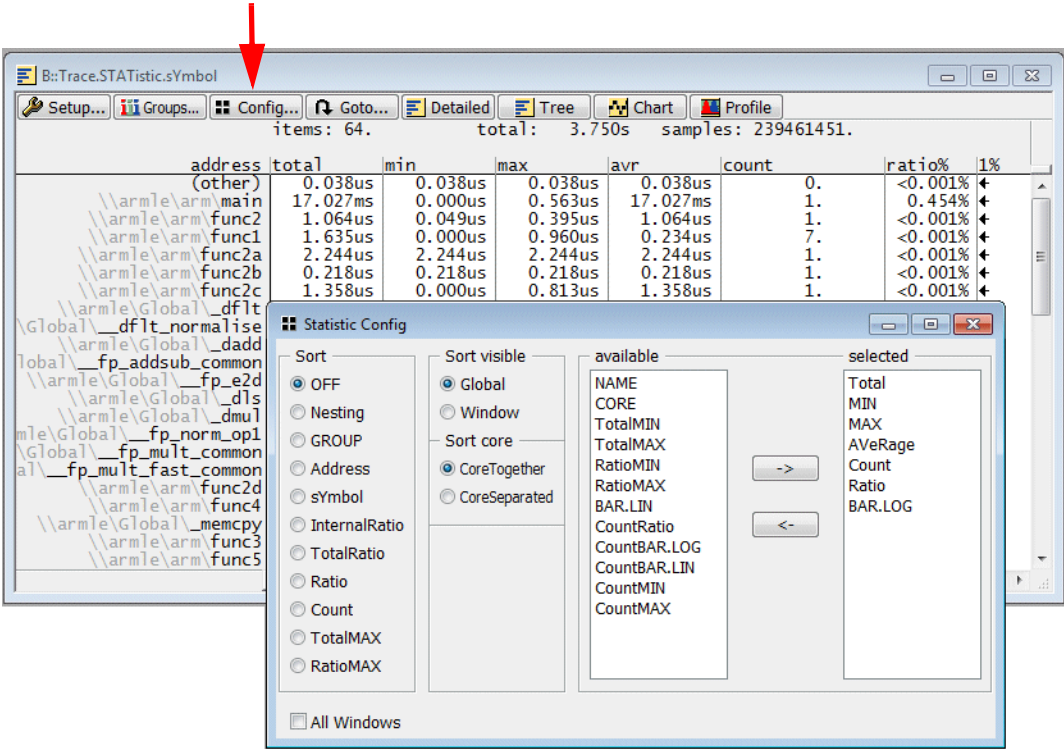 B::Trace.STATistic.sYmbol
Setup... Groups... Config... Goto... Detailed Tree Chart Profile
items: 64. total: 3.750s samples: 239461451.
address total min max avr count ratio% 1%
(other) 0.038us 0.038us 0.038us 0.038us 0. <0.001%
\\armle\arm\main 17.027ms 0.000us 0.563us 17.027ms 1. 0.454%
\\armle\arm\func2 1.064us 0.049us 0.395us 1.064us 1. <0.001%
\\armle\arm\func1 1.635us 0.000us 0.960us 0.234us 7. <0.001%
\\armle\arm\func2a 2.244us 2.244us 2.244us 2.244us 1. <0.001%
\\armle\arm\func2b 0.218us 0.218us 0.218us 0.218us 1. <0.001%
\\armle\arm\func2c 1.358us 0.000us 0.813us 1.358us 1. <0.001%
\\armle\Global\_dflt
\Global\__dflt_normalise
\\armle\Global\_dadd
lobal\__fp_addsub_common
\\armle\Global\__fp_e2d
\\armle\Global\_dls
\\armle\Global\_dmul
mle\Global\__fp_norm_op1
\Global\__fp_mult_common
al\__fp_mult_fast_common
\\armle\arm\func2d
\\armle\arm\func4
\\armle\Global\_memcpy
\\armle\arm\func3
\\armle\arm\func5
Statistic Config
Sort
OFF
Nesting
GROUP
Address
sYmbol
InternalRatio
TotalRatio
Ratio
Count
TotalMAX
RatioMAX
Sort visible
Global
Window
Sort core
CoreTogether
CoreSeparated
available
NAME
CORE
TotalMIN
TotalMAX
RatioMIN
RatioMAX
BAR.LIN
CountRatio
CountBAR.LOG
CountBAR.LIN
CountMIN
CountMAX
->
<-
selected
Total
MIN
MAX
AVeRage
Count
Ratio
BAR.LOG
All Windows